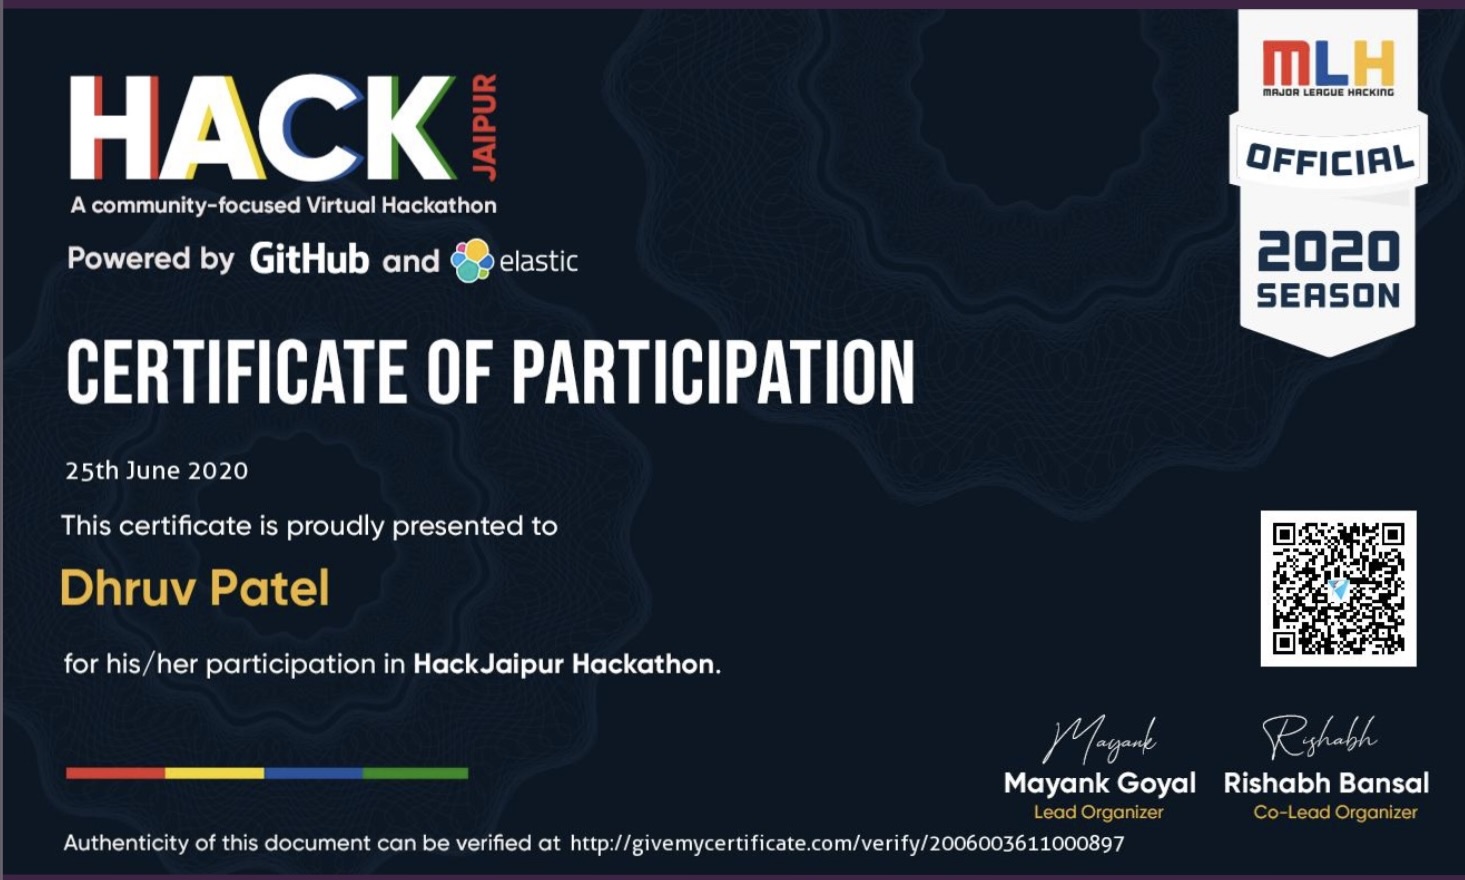 HACK JAIPUR
A community-focused Virtual Hackathon
Powered by GitHub and elastic
MLH
MAJOR LEAGUE HACKING
OFFICIAL
2020
SEASON
CERTIFICATE OF PARTICIPATION
25th June 2020
This certificate is proudly presented to
Dhruv Patel
for his/her participation in HackJaipur Hackathon.
Mayank
Mayank Goyal
Lead Organizer
Rishabh
Rishabh Bansal
Co-Lead Organizer
Authenticity of this document can be verified at http://givemycertificate.com/verify/2006003611000897